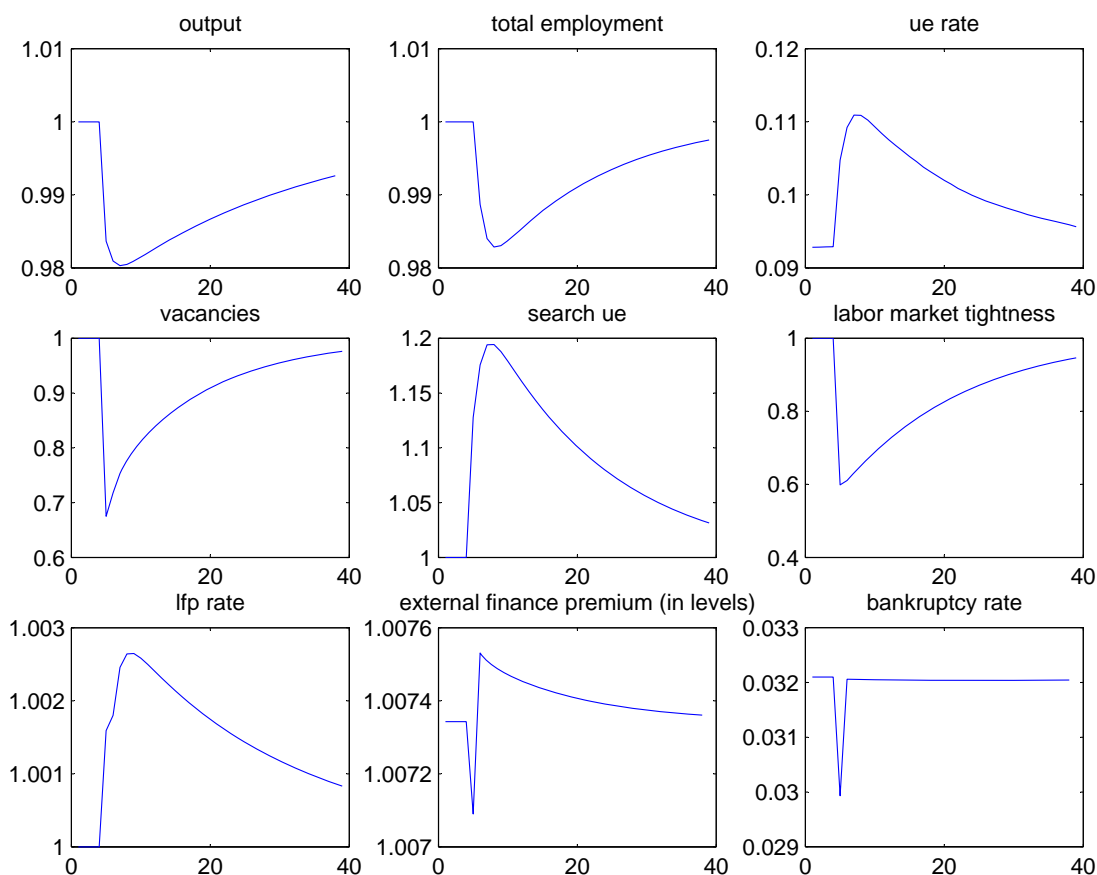 output
total employment
ue rate
1.01
1
0.99
0.98
0 20 40
1.01
1
0.99
0.98
0 20 40
0.12
0.11
0.1
0.09
0 20 40
vacancies
search ue
labor market tightness
1
0.9
0.8
0.7
0.6
0 20 40
1.2
1.15
1.1
1.05
1
0 20 40
1
0.8
0.6
0.4
0 20 40
lfp rate
external finance premium (in levels)
bankruptcy rate
1.003
1.002
1.001
1
0 20 40
1.0076
1.0074
1.0072
1.007
0 20 40
0.033
0.032
0.031
0.03
0.029
0 20 40